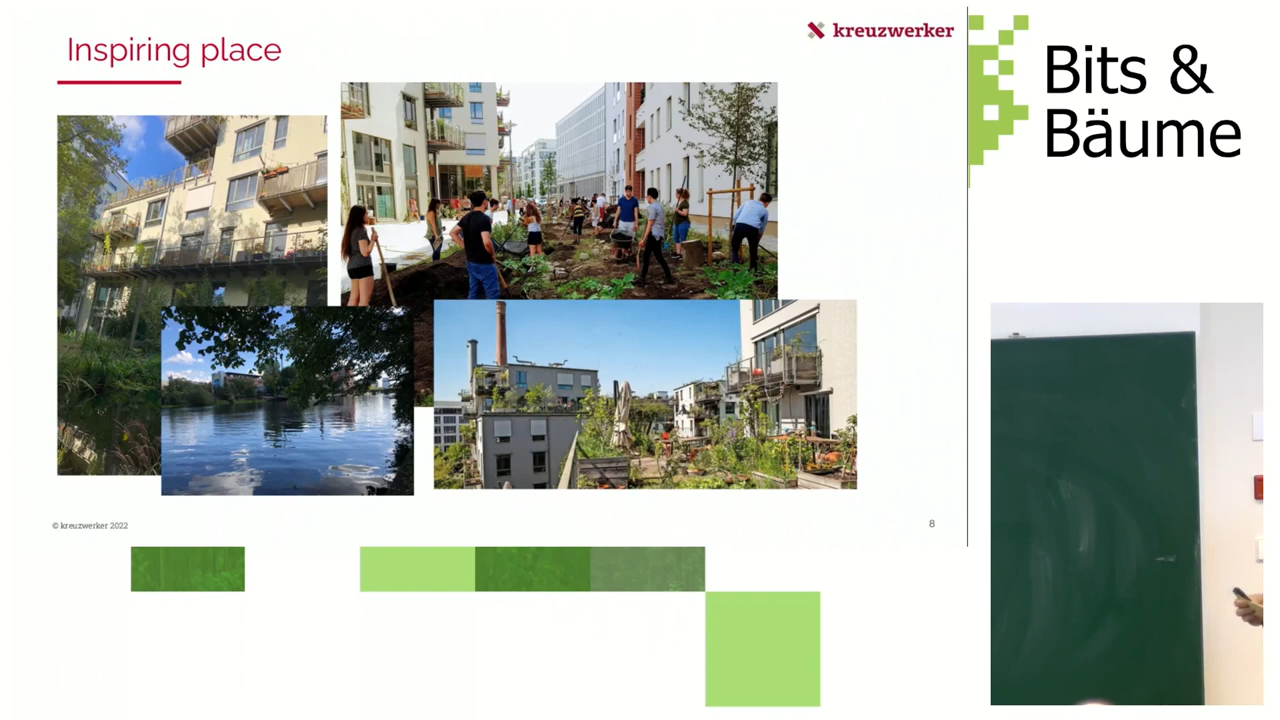 Inspiring place
kreuzwerker
Bits &
Bäume
© kreuzwerker 2022
8